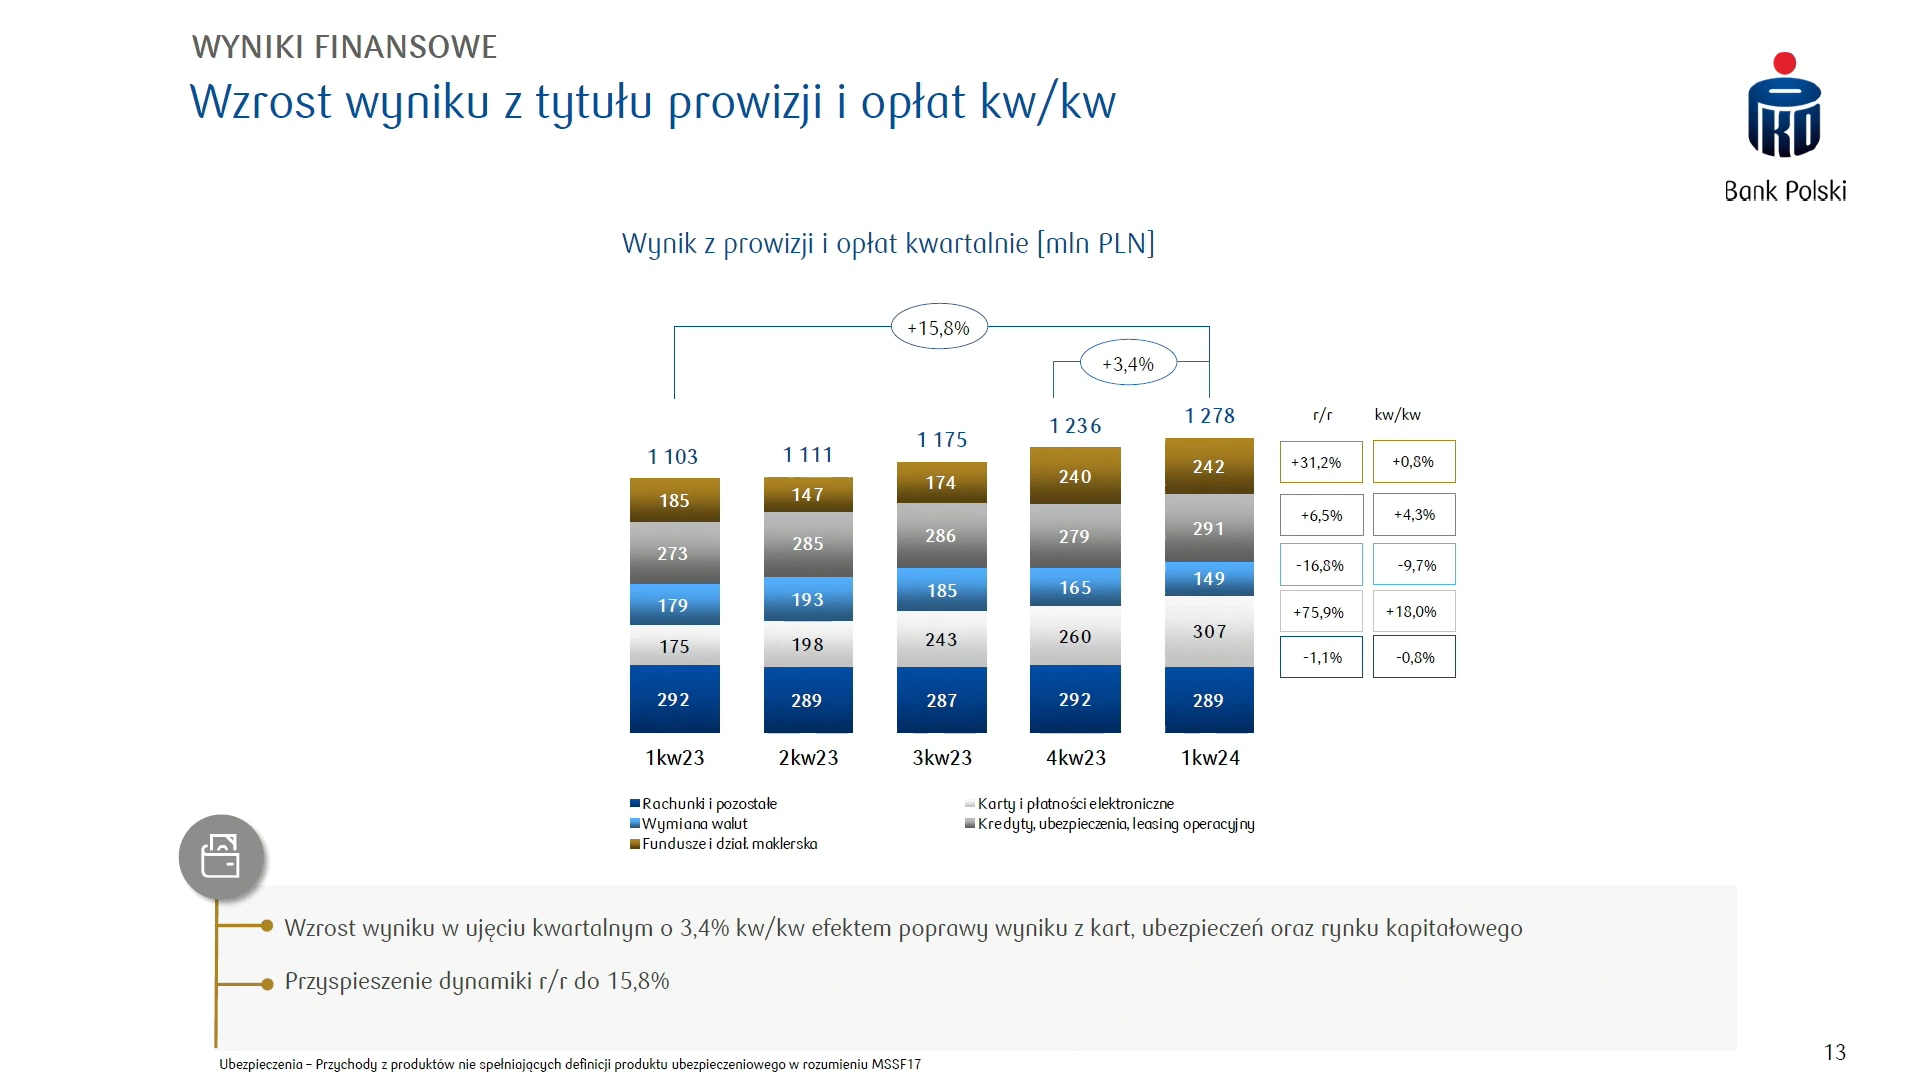 WYNIKI FINANSOWE
Wzrost wyniku z tytułu prowizji i opłat kw/kw
PKO
Bank Polski
Wynik z prowizji i opłat kwartalnie [mln PLN]
+15,8%
+3,4%
1 103 1 111 1 175 1 236 1 278 r/r kw/kw
185 147 174 240 242 +31,2% +0,8%
273 285 286 279 291 +6,5% +4,3%
179 193 185 165 149 -16,8% -9,7%
175 198 243 260 307 +75,9% +18,0%
292 289 287 292 289 -1,1% -0,8%
1kw23 2kw23 3kw23 4kw23 1kw24
Rachunki i pozostałe Karty i płatności elektroniczne
Wymiana walut Kredyty, ubezpieczenia, leasing operacyjny
Fundusze i dział. maklerska
Wzrost wyniku w ujęciu kwartalnym o 3,4% kw/kw efektem poprawy wyniku z kart, ubezpieczeń oraz rynku kapitałowego
Przyspieszenie dynamiki r/r do 15,8%
Ubezpieczenia – Przychody z produktów nie spełniających definicji produktu ubezpieczeniowego w rozumieniu MSSF17
13